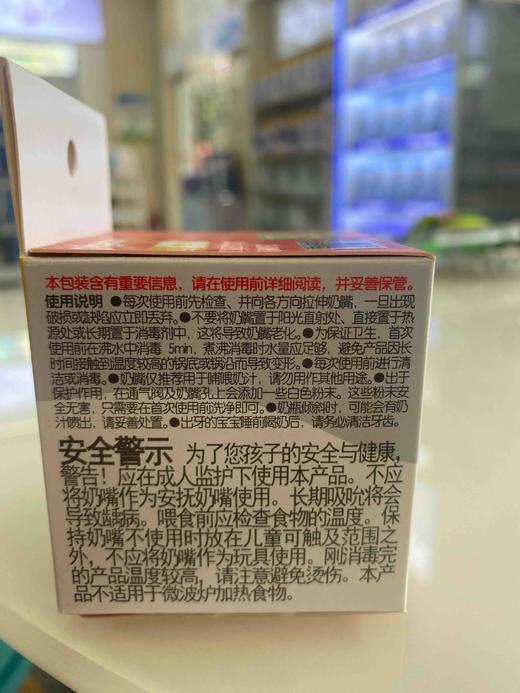 本包装含有重要信息，请在使用前详细阅读，并妥善保管。
使用说明 ●每次使用前先检查、并向各方向拉伸奶嘴，一旦出现
破损或缺陷应立即丢弃。●不要将奶嘴置于阳光直射处、直接置于热
源处或长期置于消毒剂中，这将导致奶嘴老化。●为保证卫生，首次
使用前在沸水中消毒 5min，煮沸消毒时水量应足够，避免产品因长
时间接触到温度较高的锅底或锅沿而导致变形。●每次使用前进行清
洁或消毒。●奶嘴仅推荐用于哺喂奶汁，请勿用作其他用途。●出于
保护作用，在通气阀及奶嘴孔上会添加一些白色粉末。这些粉末安
全无害，只需要在首次使用前洗净即可。●奶瓶倾斜时，可能会有奶
汁喷出，请妥善处置。●出牙的宝宝睡前喝奶后，请务必清洁牙齿。
安全警示 为了您孩子的安全与健康，
警告！应在成人监护下使用本产品。不应
将奶嘴作为安抚奶嘴使用。长期吸吮将会
导致龋病。喂食前应检查食物的温度。保
持奶嘴不使用时放在儿童可触及范围之
外，不应将奶嘴作为玩具使用。刚消毒完
的产品温度较高，请注意避免烫伤。本产
品不适用于微波炉加热食物。